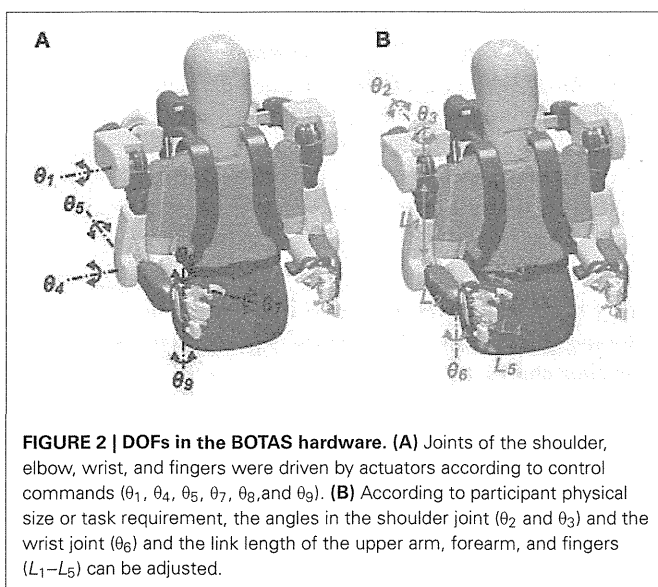 A
B
θ2
θ3
θ1
θ5
θ4
θ7
θ9
θ6
L5
FIGURE 2 | DOFs in the BOTAS hardware. (A) Joints of the shoulder,
elbow, wrist, and fingers were driven by actuators according to control
commands (θ1, θ4, θ5, θ7, θ8,and θ9). (B) According to participant physical
size or task requirement, the angles in the shoulder joint (θ2 and θ3) and the
wrist joint (θ6) and the link length of the upper arm, forearm, and fingers
(L1–L5) can be adjusted.